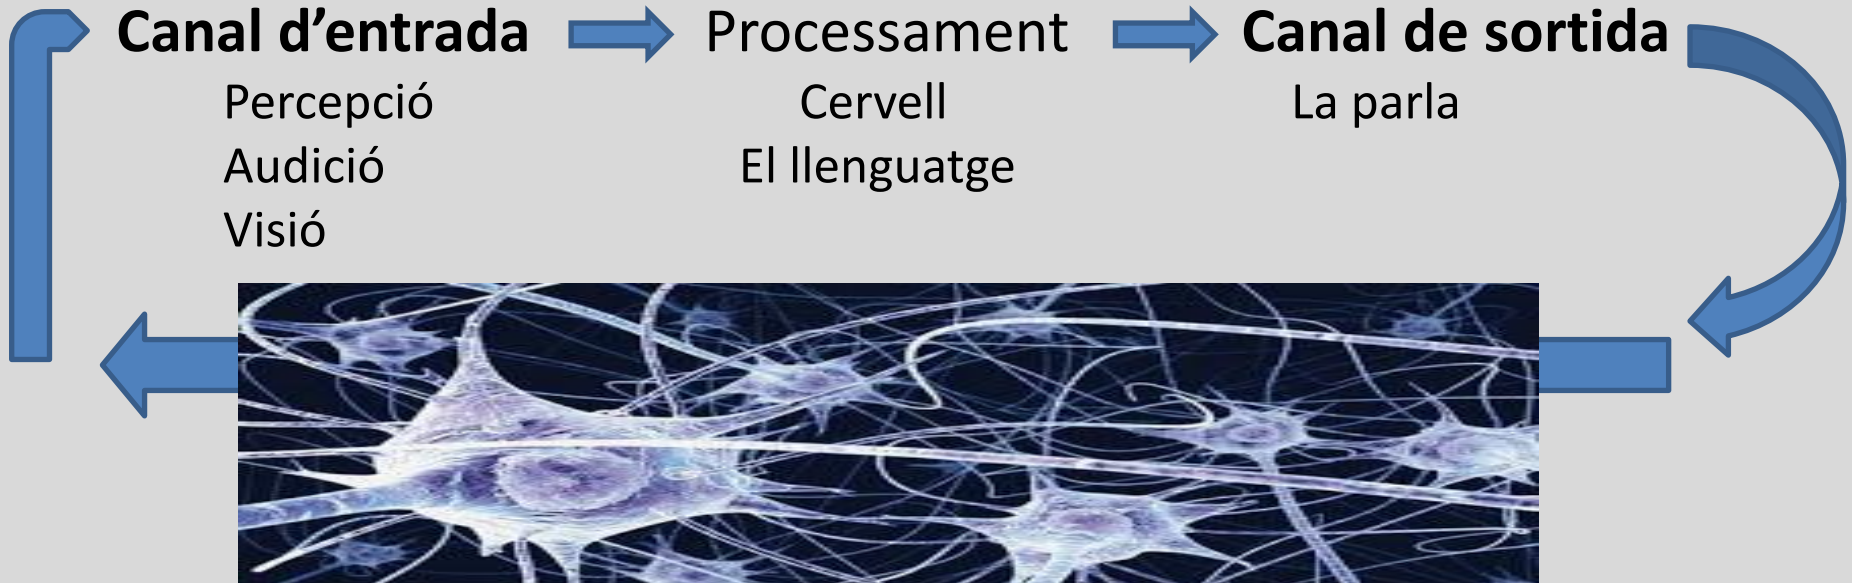 Canal d’entrada Processament Canal de sortida
Percepció Cervell La parla
Audició El llenguatge
Visió